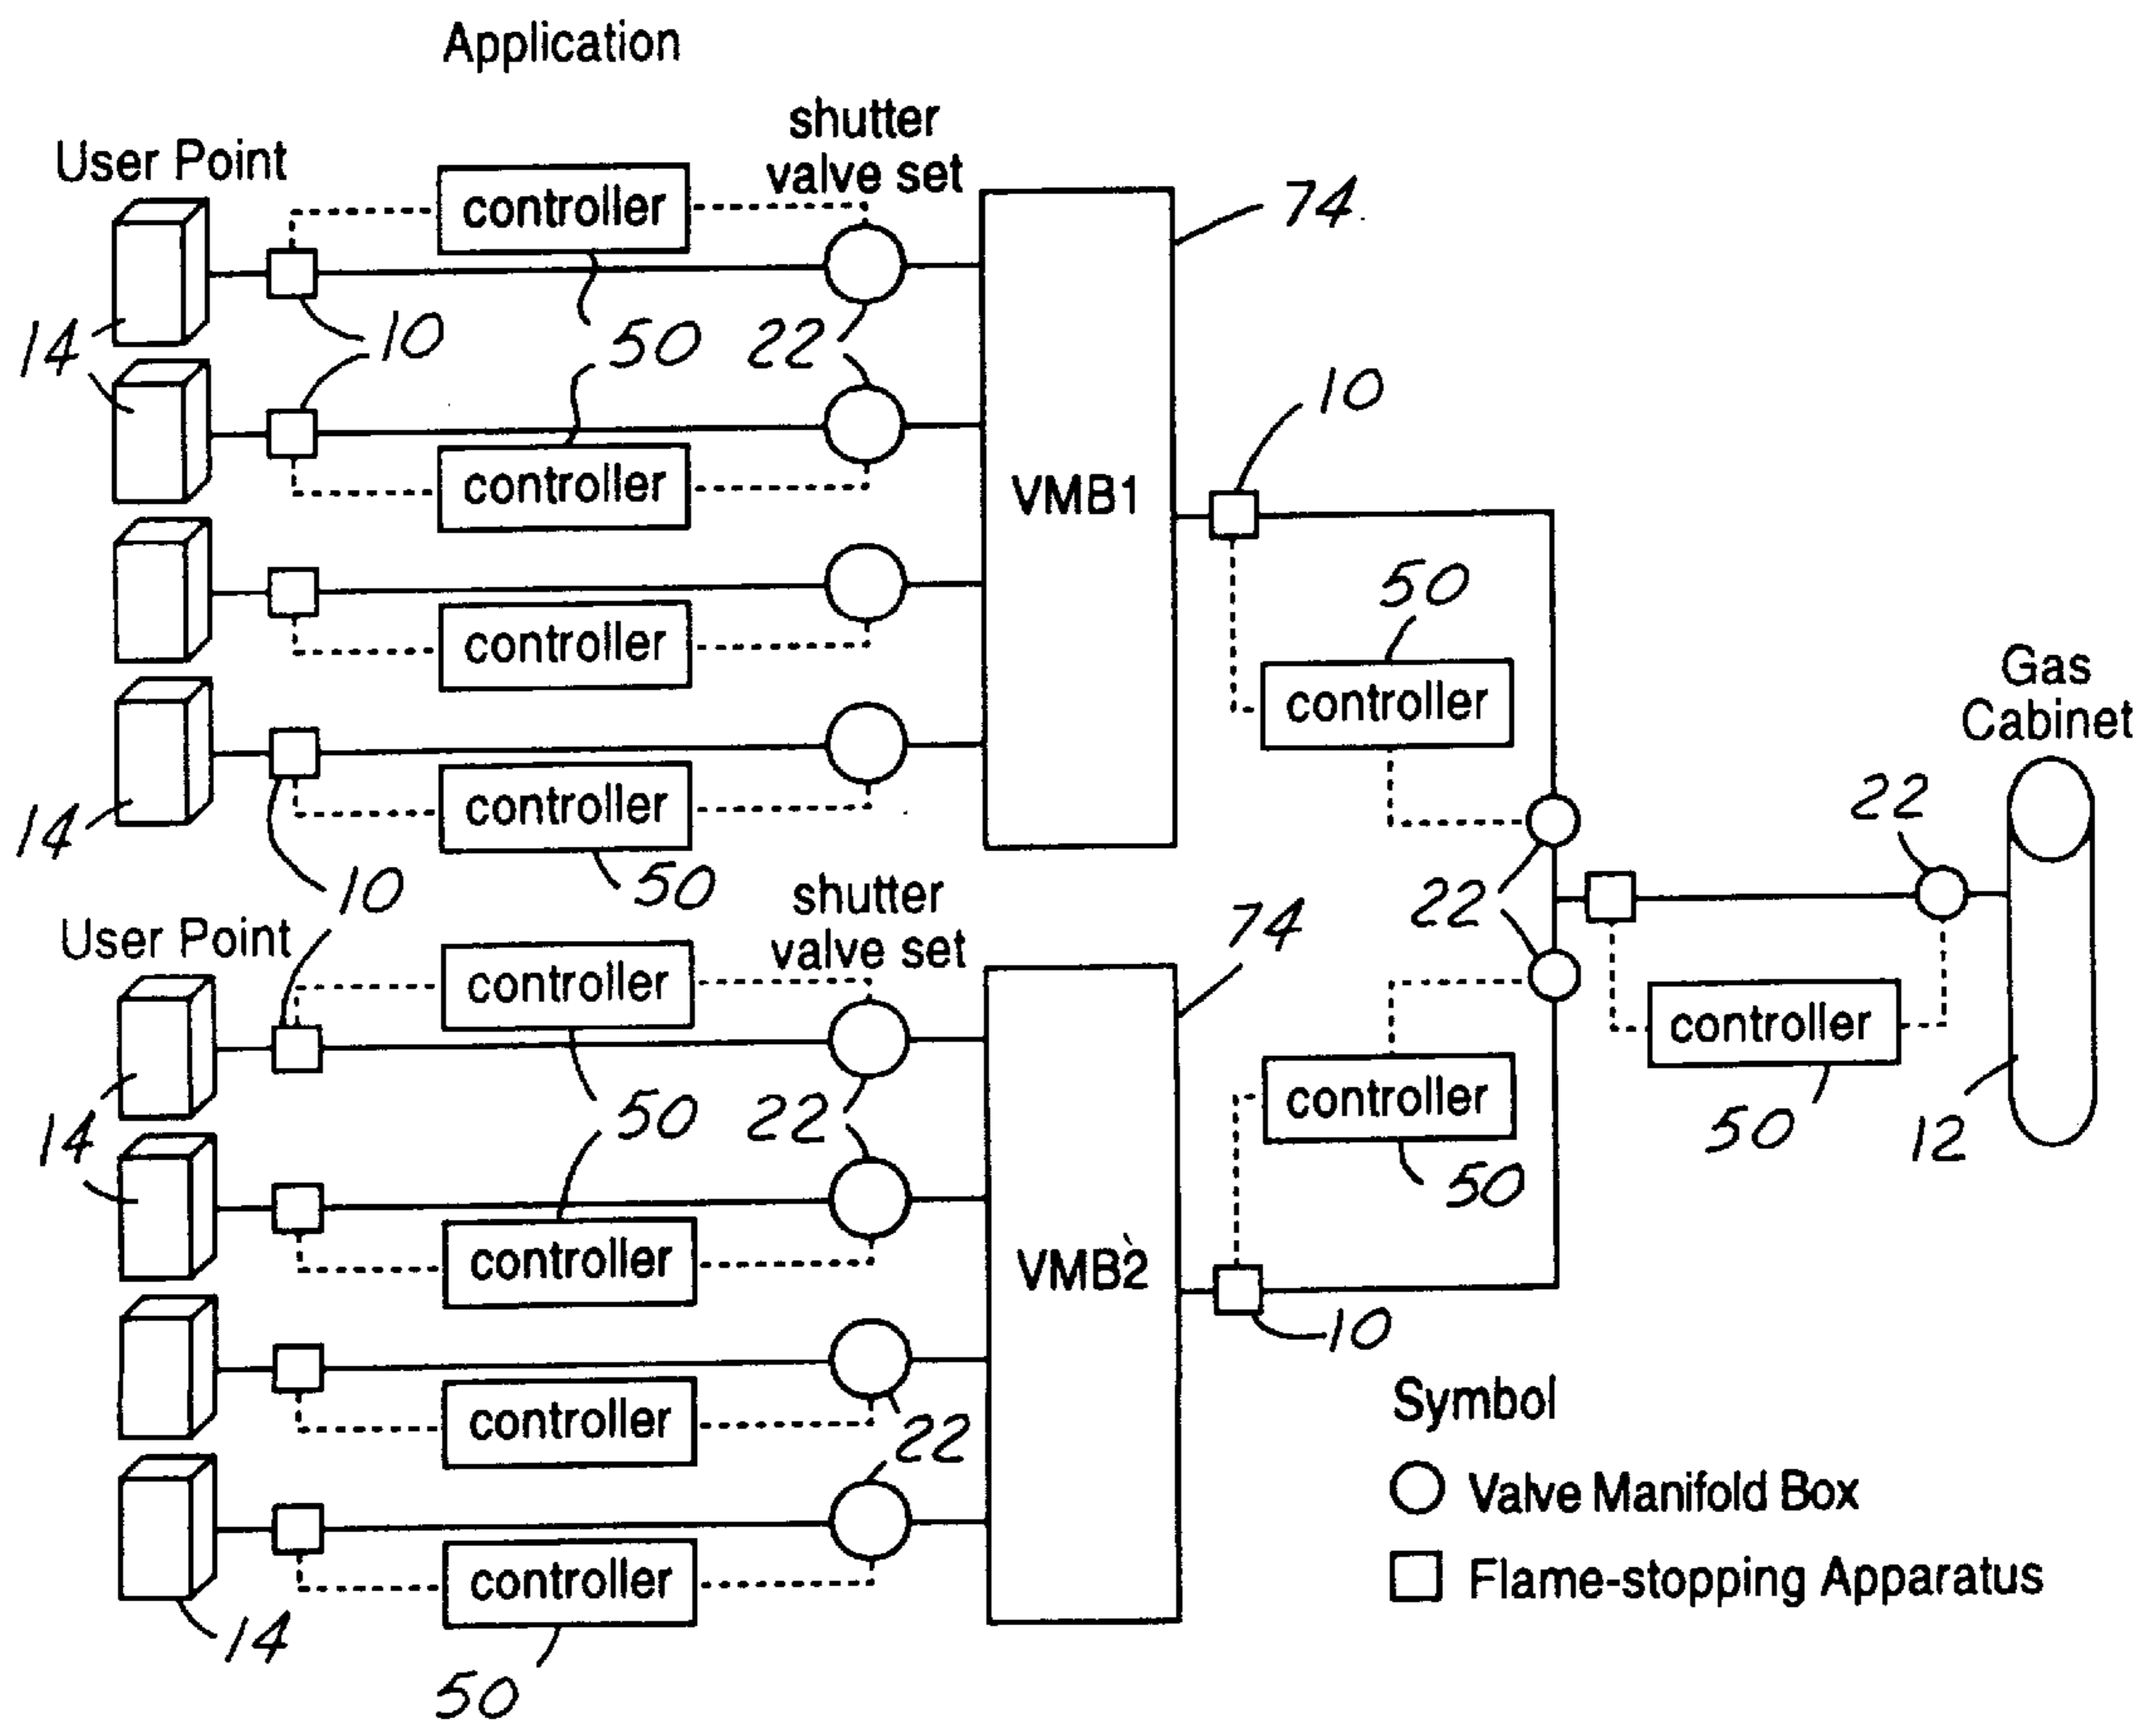 Application
shutter
valve set
User Point
controller
74
14
10
50
22
controller
10
VMB1
controller
50
controller
Gas
Cabinet
14
controller
22
10
50
22
shutter
valve set
74
User Point
controller
controller
50
12
14
50
22
controller
50
controller
VMB2
10
controller
22
Symbol
Valve Manifold Box
controller
Flame-stopping Apparatus
14
50